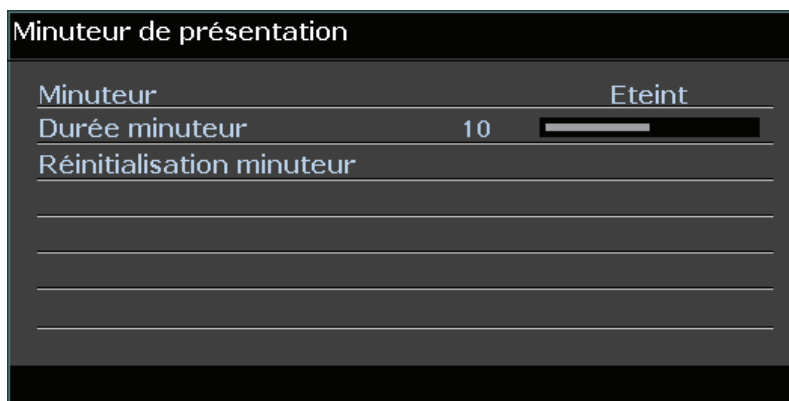 Minuteur de présentation
Minuteur Eteint
Durée minuteur 10
Réinitialisation minuteur